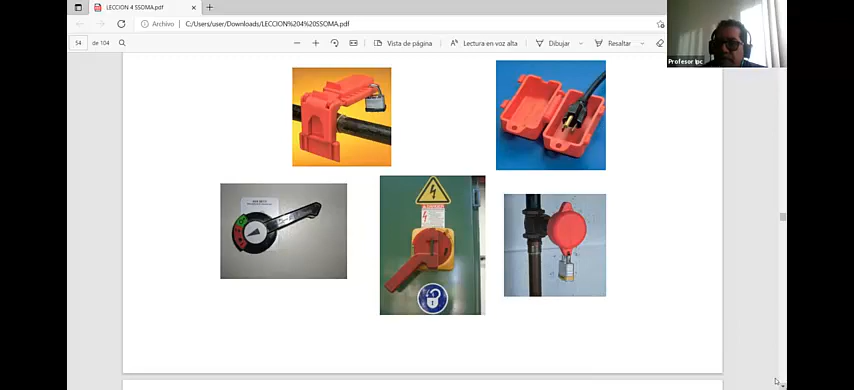 LECCION 4 SSOMA.pdf
Archivo
C:/Users/user/Downloads/LECCION%204%20SSOMA.pdf
54 de 104
Vista de página
Lectura en voz alta
Dibujar
Resaltar
Profesor Ipc